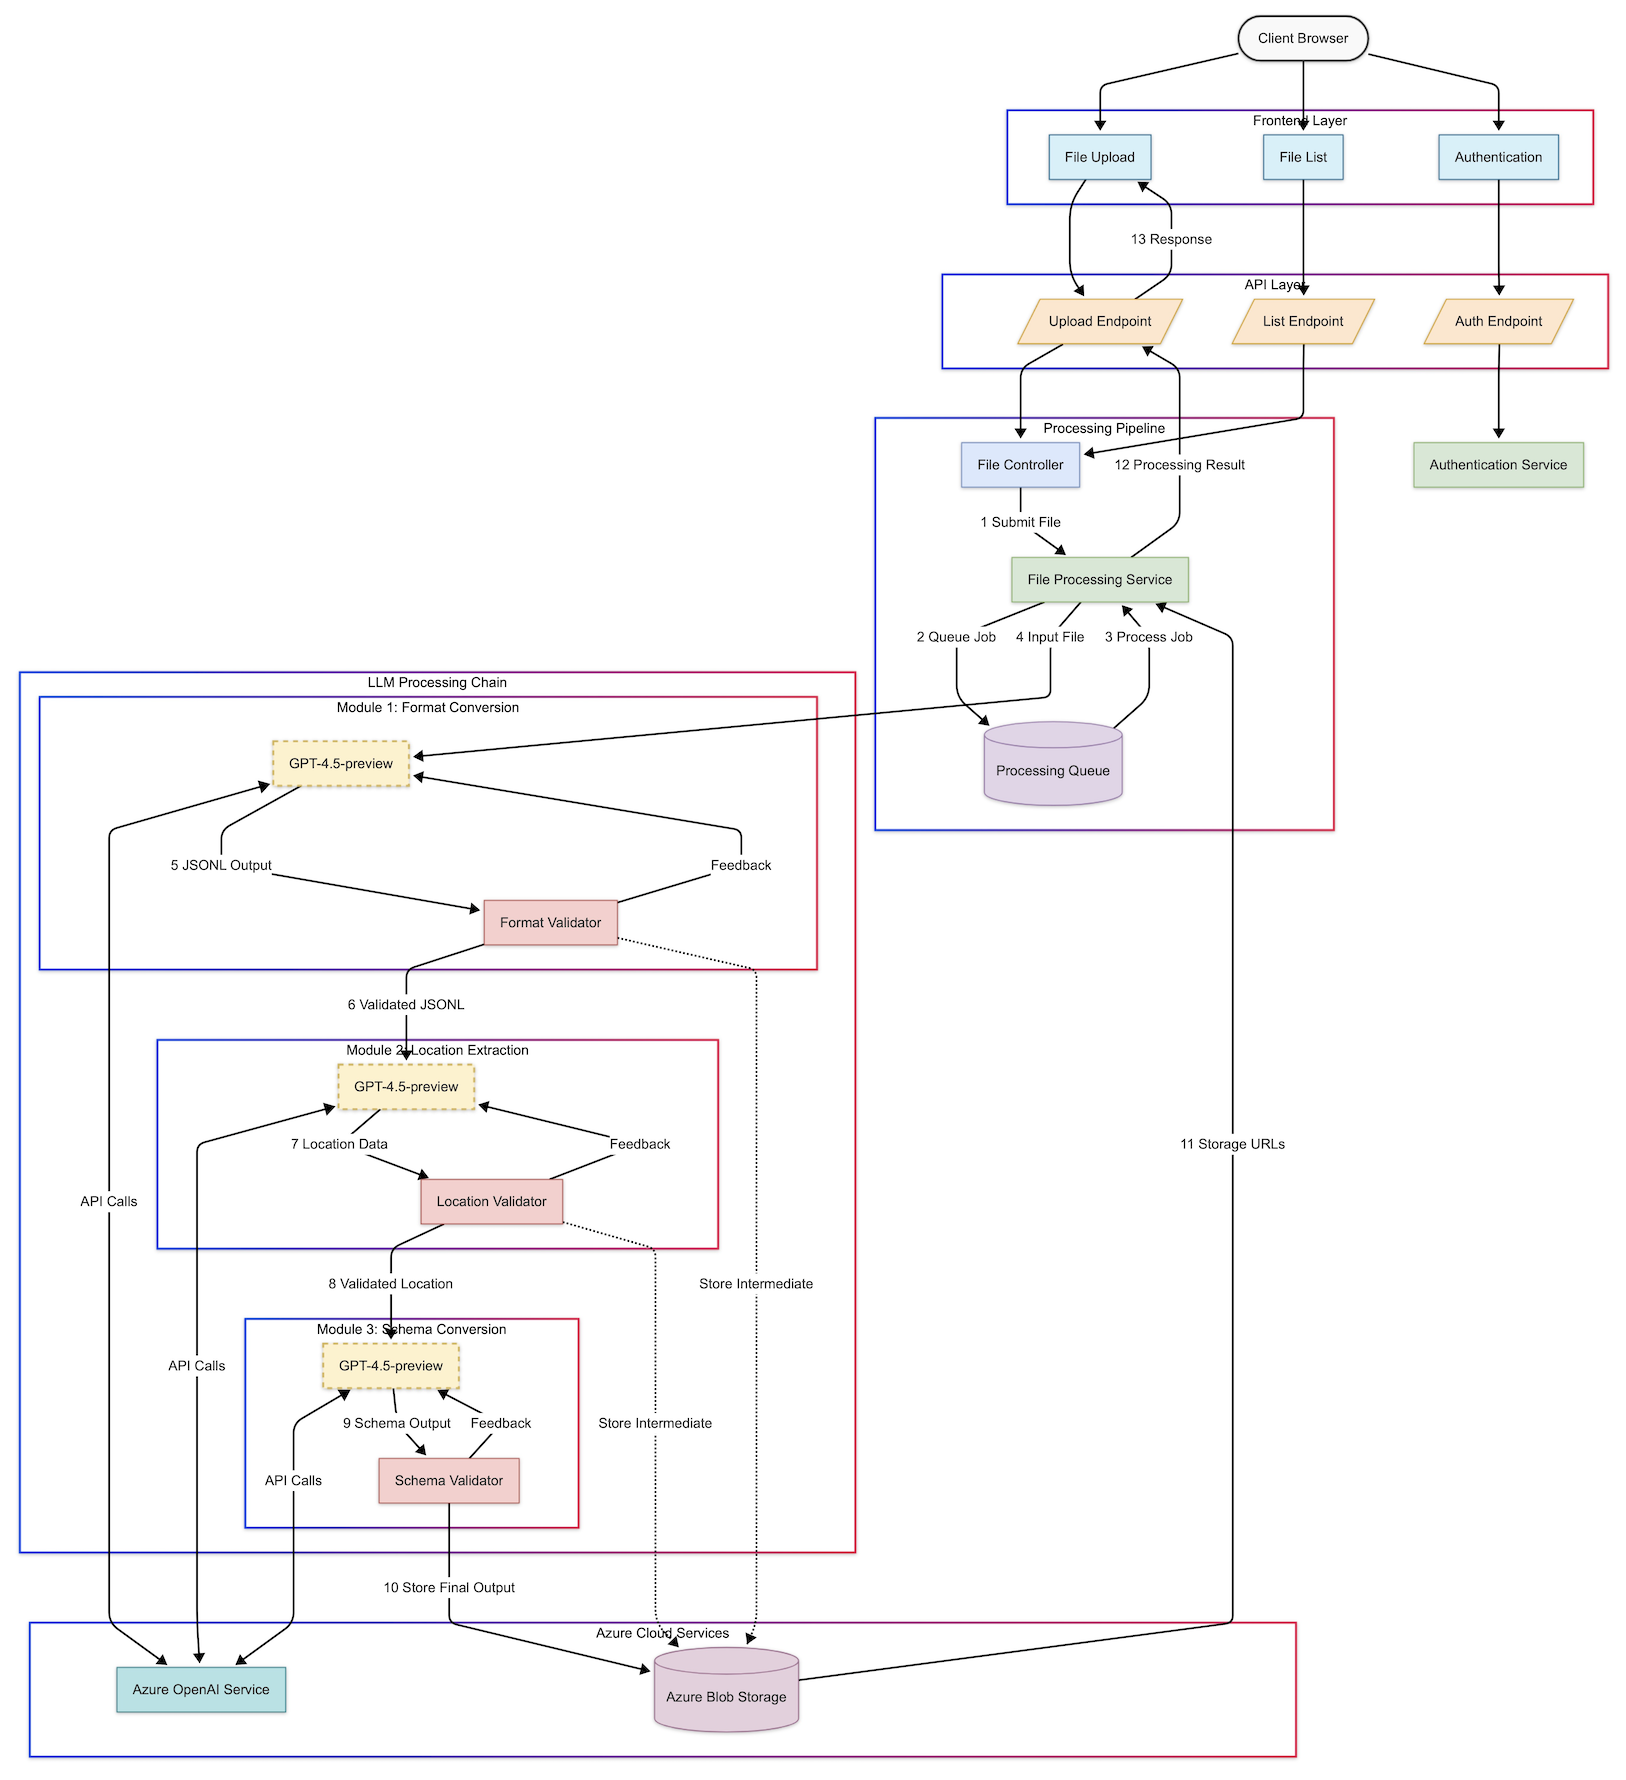 Client Browser
Frontend Layer
File Upload
File List
Authentication
13 Response
API Layer
Upload Endpoint
List Endpoint
Auth Endpoint
Processing Pipeline
File Controller
12 Processing Result
Authentication Service
1 Submit File
File Processing Service
2 Queue Job
4 Input File
3 Process Job
LLM Processing Chain
Module 1: Format Conversion
GPT-4.5-preview
Processing Queue
5 JSONL Output
Feedback
Format Validator
6 Validated JSONL
Module 2: Location Extraction
GPT-4.5-preview
7 Location Data
Feedback
11 Storage URLs
API Calls
Location Validator
8 Validated Location
Store Intermediate
Module 3: Schema Conversion
API Calls
GPT-4.5-preview
9 Schema Output
Feedback
Store Intermediate
API Calls
Schema Validator
10 Store Final Output
Azure Cloud Services
Azure OpenAI Service
Azure Blob Storage